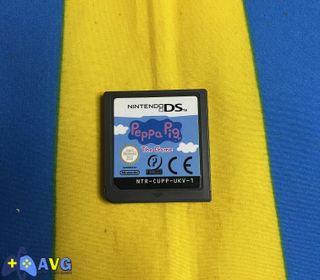 NINTENDO DS
Peppa Pig
The Game
CE
NTR-CUPP-UKV-1
AVG